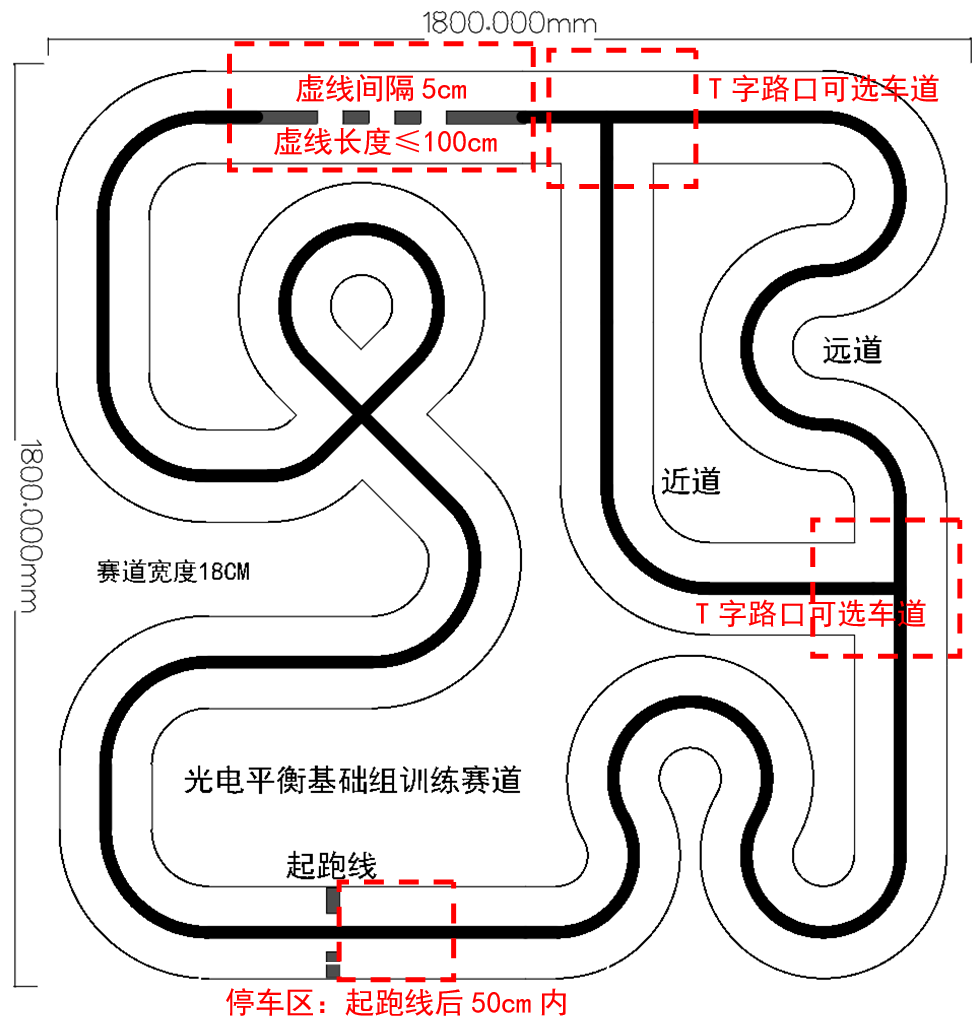 1800.000mm
虚线间隔 5cm
T 字路口可选车道
虚线长度≤100cm
远道
1800.000mm
近道
赛道宽度18CM
T 字路口可选车道
光电平衡基础组训练赛道
起跑线
停车区：起跑线后 50cm 内